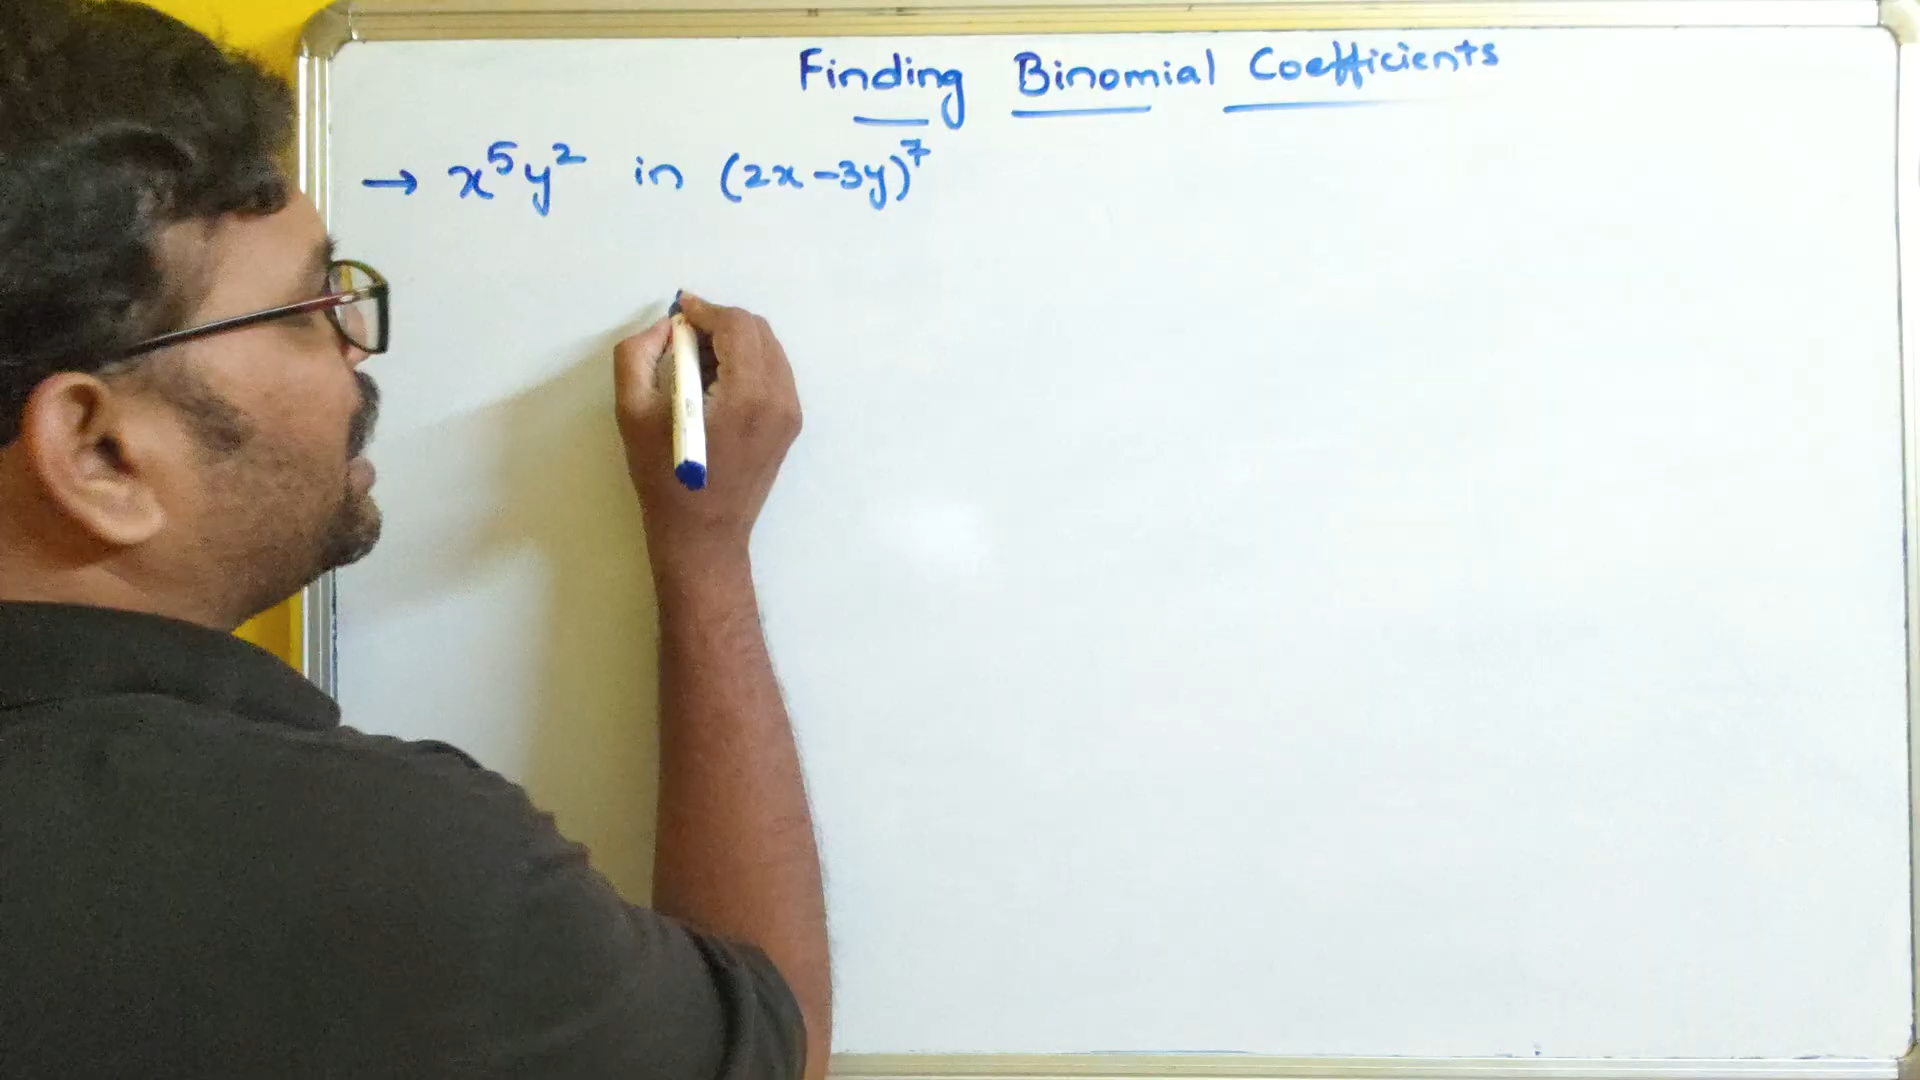 Finding Binomial Coefficients
→ x⁵y² in (2x-3y)⁷